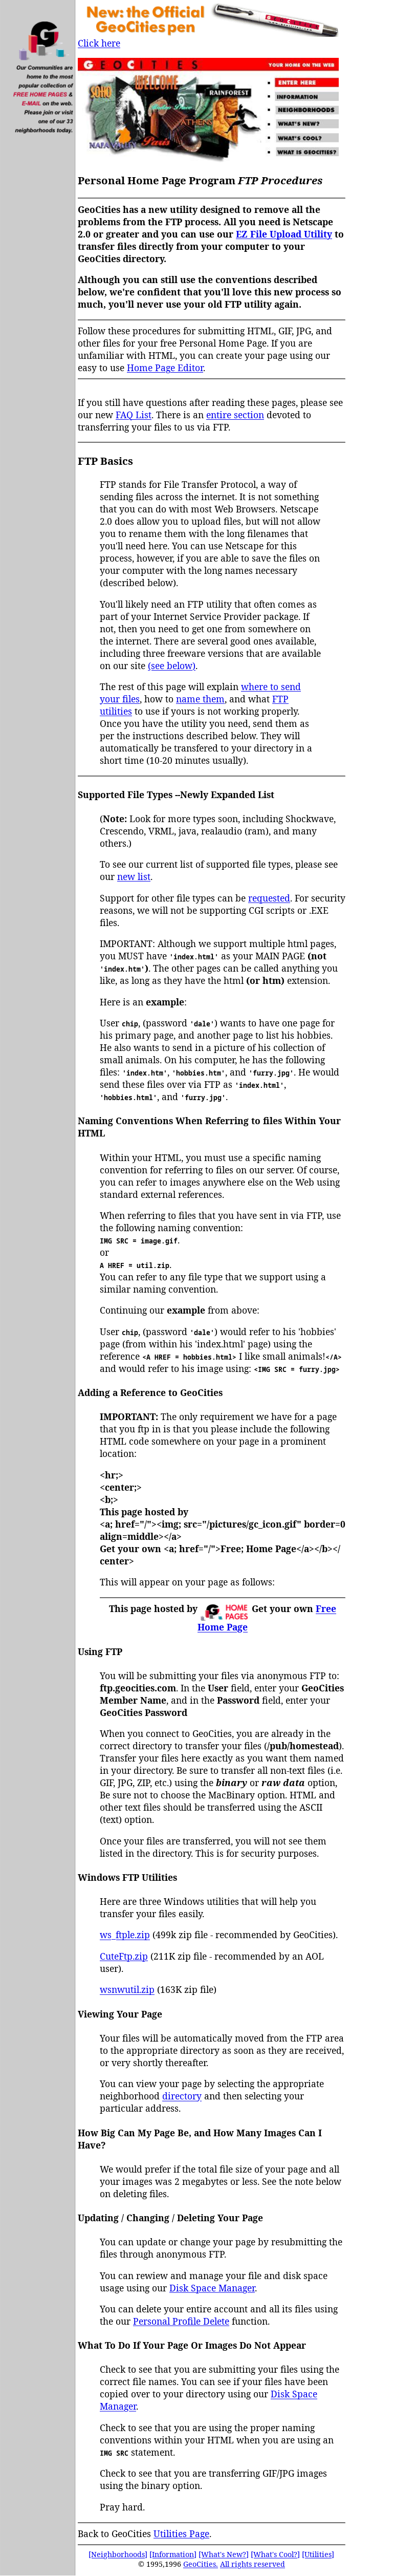 New: the Official
GeoCities pen
Click here
Our Communities are
home to the most
popular collection of
FREE HOME PAGES &
E-MAIL on the web.
Please join or visit
one of our 33
neighborhoods today.
GEOCITIES YOUR HOME ON THE WEB
SOHO
WELCOME
RAINFOREST
ATHENS
NAPA VALLEY
Paris
ENTER HERE
INFORMATION
NEIGHBORHOODS
WHAT'S NEW?
WHAT'S COOL?
WHAT IS GEOCITIES?
Personal Home Page Program FTP Procedures
GeoCities has a new utility designed to remove all the
problems from the FTP process. All you need is Netscape
2.0 or greater and you can use our EZ File Upload Utility to
transfer files directly from your computer to your
GeoCities directory.
Although you can still use the conventions described
below, we're confident that you'll love this new process so
much, you'll never use your old FTP utility again.
Follow these procedures for submitting HTML, GIF, JPG, and
other files for your free Personal Home Page. If you are
unfamiliar with HTML, you can create your page using our
easy to use Home Page Editor.
If you still have questions after reading these pages, please see
our new FAQ List. There is an entire section devoted to
transferring your files to us via FTP.
FTP Basics
FTP stands for File Transfer Protocol, a way of
sending files across the internet. It is not something
that you can do with most Web Browsers. Netscape
2.0 does allow you to upload files, but will not allow
you to rename them with the long filenames that
you'll need here. You can use Netscape for this
process, however, if you are able to save the files on
your computer with the long names necessary
(described below).
You'll likely need an FTP utility that often comes as
part of your Internet Service Provider package. If
not, then you need to get one from somewhere on
the internet. There are several good ones available,
including three freeware versions that are available
on our site (see below).
The rest of this page will explain where to send
your files, how to name them, and what FTP
utilities to use if yours is not working properly.
Once you have the utility you need, send them as
per the instructions described below. They will
automatically be transfered to your directory in a
short time (10-20 minutes usually).
Supported File Types --Newly Expanded List
(Note: Look for more types soon, including Shockwave,
Crescendo, VRML, java, realaudio (ram), and many
others.)
To see our current list of supported file types, please see
our new list.
Support for other file types can be requested. For security
reasons, we will not be supporting CGI scripts or .EXE
files.
IMPORTANT: Although we support multiple html pages,
you MUST have 'index.html' as your MAIN PAGE (not
'index.htm'). The other pages can be called anything you
like, as long as they have the html (or htm) extension.
Here is an example:
User chip, (password 'dale') wants to have one page for
his primary page, and another page to list his hobbies.
He also wants to send in a picture of his collection of
small animals. On his computer, he has the following
files: 'index.htm', 'hobbies.htm', and 'furry.jpg'. He would
send these files over via FTP as 'index.html',
'hobbies.html', and 'furry.jpg'.
Naming Conventions When Referring to files Within Your
HTML
Within your HTML, you must use a specific naming
convention for referring to files on our server. Of course,
you can refer to images anywhere else on the Web using
standard external references.
When referring to files that you have sent in via FTP, use
the following naming convention:
IMG SRC = image.gif.
or
A HREF = util.zip.
You can refer to any file type that we support using a
similar naming convention.
Continuing our example from above:
User chip, (password 'dale') would refer to his 'hobbies'
page (from within his 'index.html' page) using the
reference <A HREF = hobbies.html> I like small animals!</A>
and would refer to his image using: <IMG SRC = furry.jpg>
Adding a Reference to GeoCities
IMPORTANT: The only requirement we have for a page
that you ftp in is that you please include the following
HTML code somewhere on your page in a prominent
location:
<hr;>
<center;>
<b;>
This page hosted by
<a; href="/"><img; src="/pictures/gc_icon.gif" border=0
align=middle></a>
Get your own <a; href="/">Free; Home Page</a></b></
center>
This will appear on your page as follows:
This page hosted by G HOME PAGES Get your own Free
Home Page
Using FTP
You will be submitting your files via anonymous FTP to:
ftp.geocities.com. In the User field, enter your GeoCities
Member Name, and in the Password field, enter your
GeoCities Password
When you connect to GeoCities, you are already in the
correct directory to transfer your files (/pub/homestead).
Transfer your files here exactly as you want them named
in your directory. Be sure to transfer all non-text files (i.e.
GIF, JPG, ZIP, etc.) using the binary or raw data option,
Be sure not to choose the MacBinary option. HTML and
other text files should be transferred using the ASCII
(text) option.
Once your files are transferred, you will not see them
listed in the directory. This is for security purposes.
Windows FTP Utilities
Here are three Windows utilities that will help you
transfer your files easily.
ws_ftple.zip (499k zip file - recommended by GeoCities).
CuteFtp.zip (211K zip file - recommended by an AOL
user).
wsnwutil.zip (163K zip file)
Viewing Your Page
Your files will be automatically moved from the FTP area
to the appropriate directory as soon as they are received,
or very shortly thereafter.
You can view your page by selecting the appropriate
neighborhood directory and then selecting your
particular address.
How Big Can My Page Be, and How Many Images Can I
Have?
We would prefer if the total file size of your page and all
your images was 2 megabytes or less. See the note below
on deleting files.
Updating / Changing / Deleting Your Page
You can update or change your page by resubmitting the
files through anonymous FTP.
You can rewiew and manage your file and disk space
usage using our Disk Space Manager.
You can delete your entire account and all its files using
the our Personal Profile Delete function.
What To Do If Your Page Or Images Do Not Appear
Check to see that you are submitting your files using the
correct file names. You can see if your files have been
copied over to your directory using our Disk Space
Manager.
Check to see that you are using the proper naming
conventions within your HTML when you are using an
IMG SRC statement.
Check to see that you are transferring GIF/JPG images
using the binary option.
Pray hard.
Back to GeoCities Utilities Page.
[Neighborhoods] [Information] [What's New?] [What's Cool?] [Utilities]
© 1995,1996 GeoCities. All rights reserved